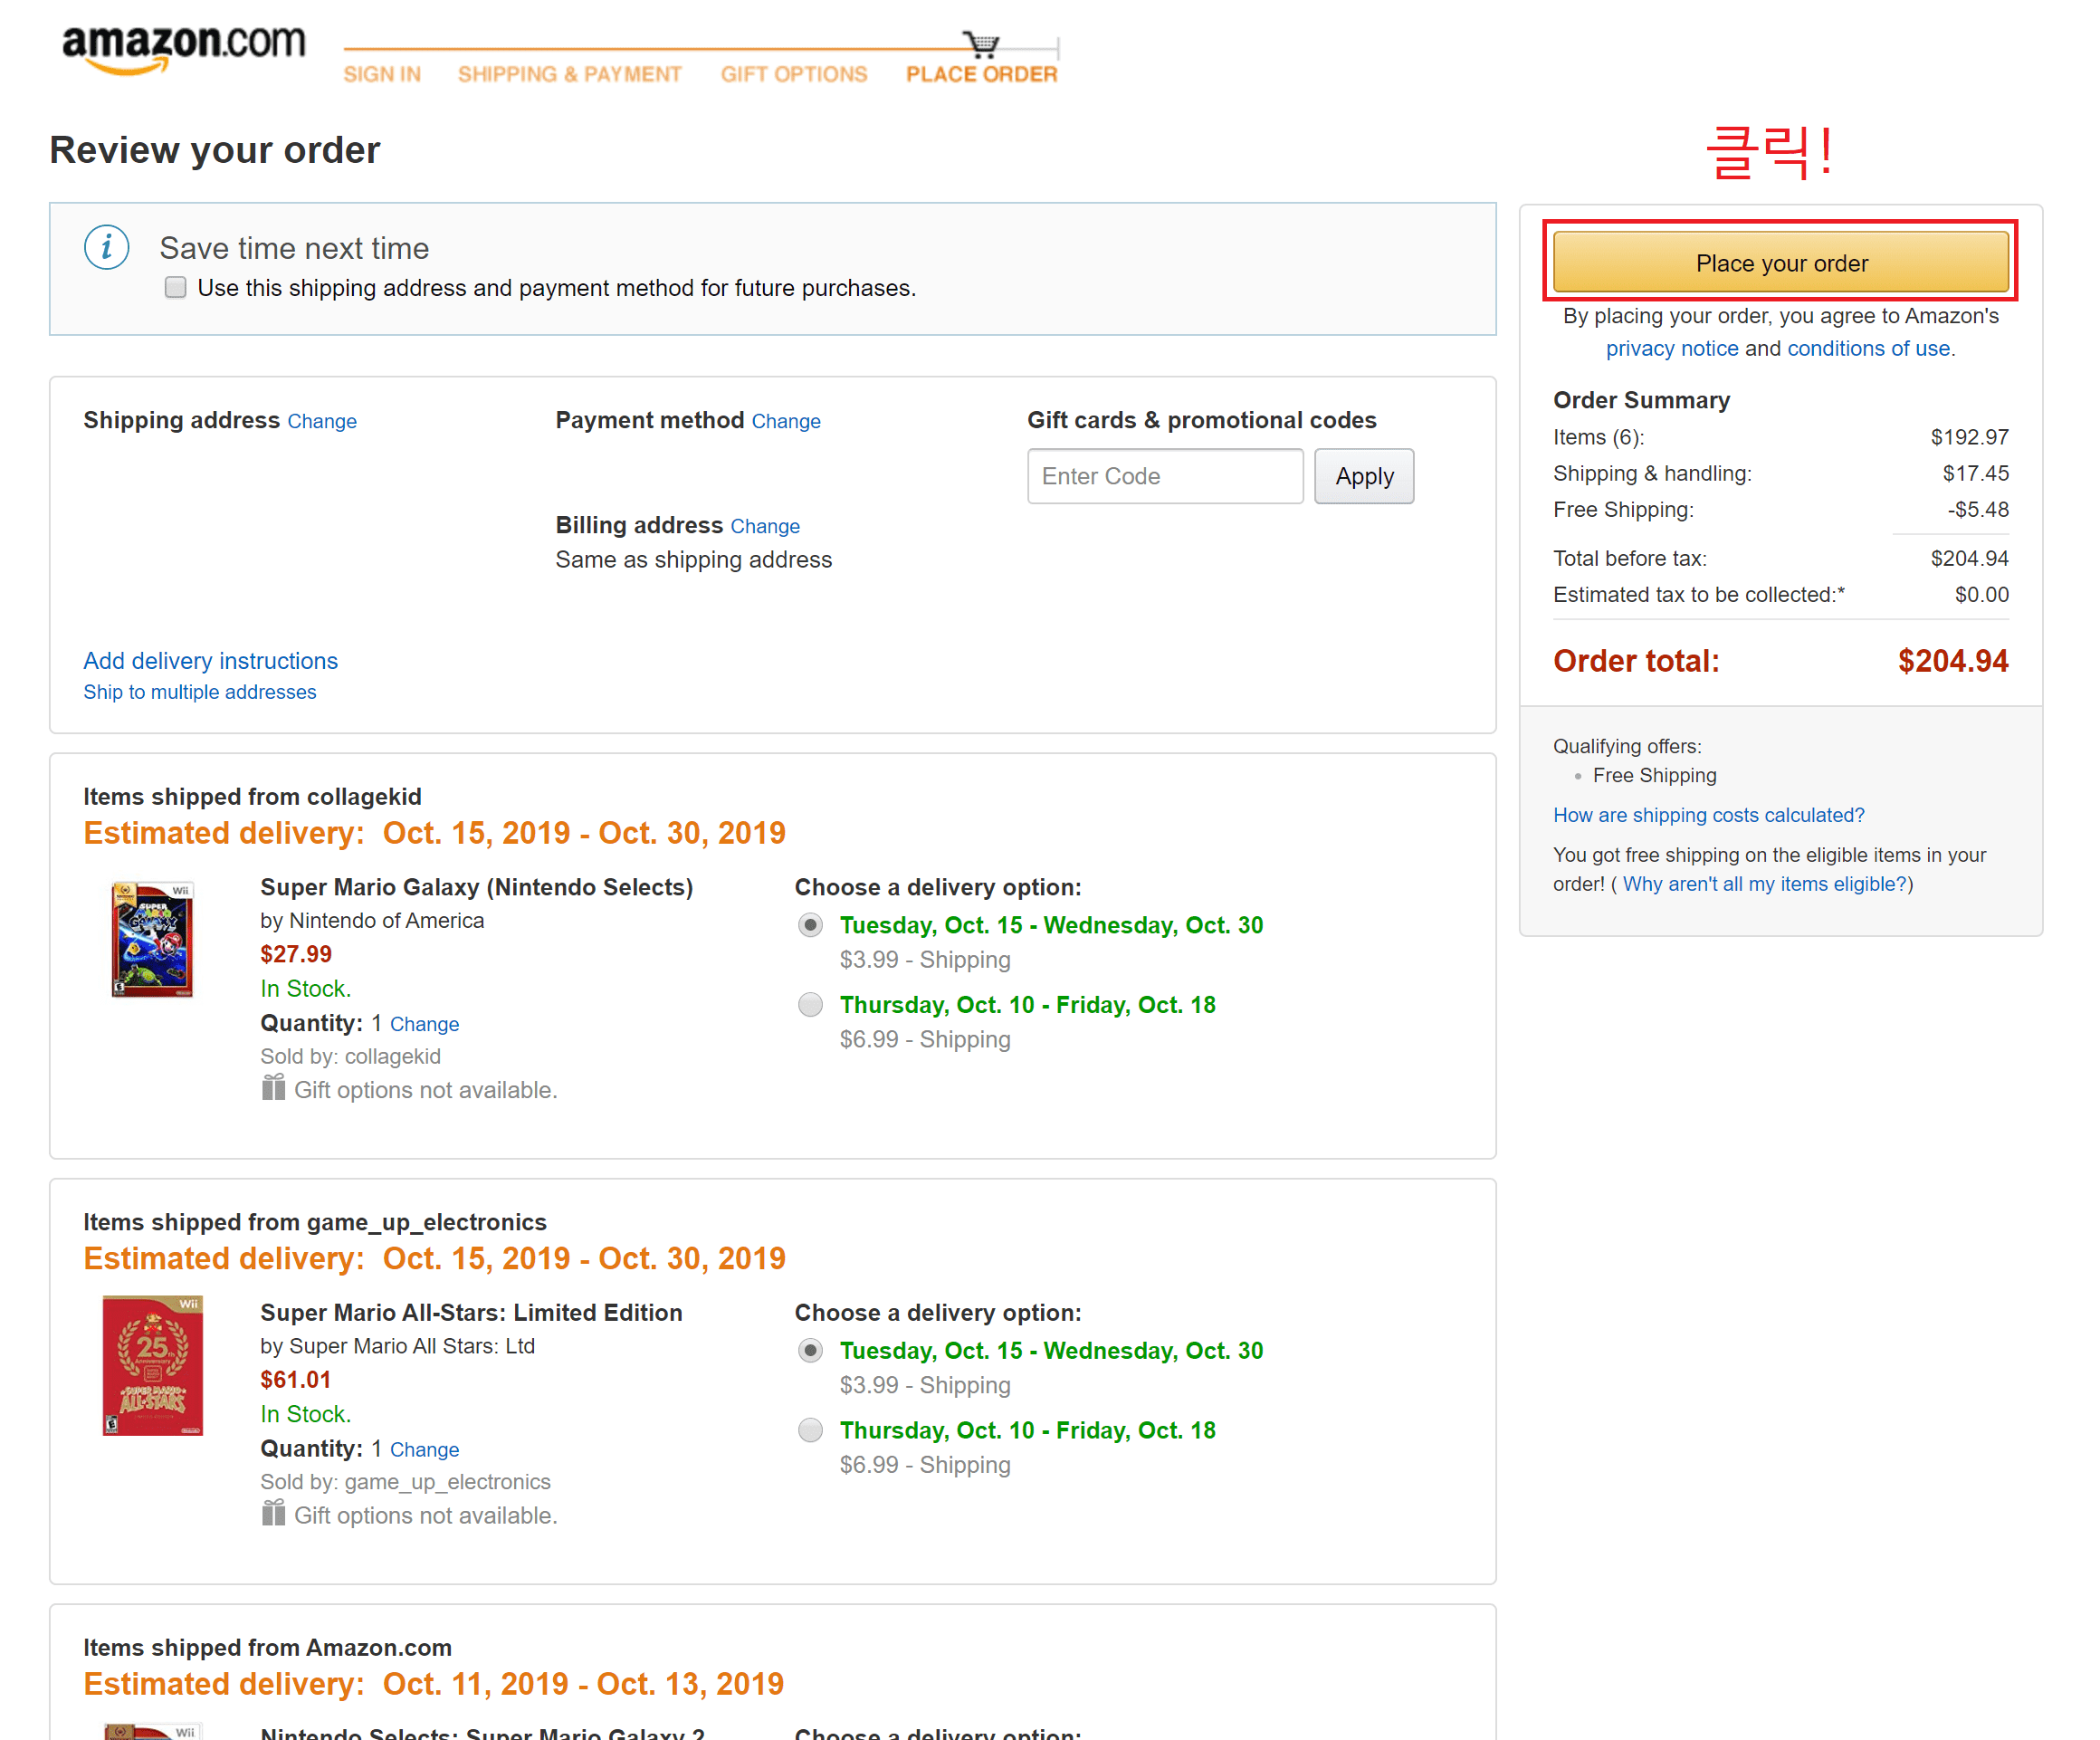 amazon.com
SIGN IN SHIPPING & PAYMENT GIFT OPTIONS PLACE ORDER
Review your order
클릭!
Save time next time
Use this shipping address and payment method for future purchases.
Place your order
By placing your order, you agree to Amazon's
privacy notice and conditions of use.
Order Summary
Items (6): $192.97
Shipping & handling: $17.45
Free Shipping: -$5.48
Total before tax: $204.94
Estimated tax to be collected:* $0.00
Order total: $204.94
Qualifying offers:
Free Shipping
How are shipping costs calculated?
You got free shipping on the eligible items in your
order! ( Why aren't all my items eligible?)
Shipping address Change
Payment method Change
Billing address Change
Same as shipping address
Gift cards & promotional codes
Enter Code Apply
Add delivery instructions
Ship to multiple addresses
Items shipped from collagekid
Estimated delivery: Oct. 15, 2019 - Oct. 30, 2019
Wii
SUPER
MARIO
GALAXY
Super Mario Galaxy (Nintendo Selects)
by Nintendo of America
$27.99
In Stock.
Quantity: 1 Change
Sold by: collagekid
Gift options not available.
Choose a delivery option:
Tuesday, Oct. 15 - Wednesday, Oct. 30
$3.99 - Shipping
Thursday, Oct. 10 - Friday, Oct. 18
$6.99 - Shipping
Items shipped from game_up_electronics
Estimated delivery: Oct. 15, 2019 - Oct. 30, 2019
Wii
25th
Anniversary
SUPER MARIO
ALL-STARS
LIMITED EDITION
Super Mario All-Stars: Limited Edition
by Super Mario All Stars: Ltd
$61.01
In Stock.
Quantity: 1 Change
Sold by: game_up_electronics
Gift options not available.
Choose a delivery option:
Tuesday, Oct. 15 - Wednesday, Oct. 30
$3.99 - Shipping
Thursday, Oct. 10 - Friday, Oct. 18
$6.99 - Shipping
Items shipped from Amazon.com
Estimated delivery: Oct. 11, 2019 - Oct. 13, 2019
Wii
Nintendo Selects: Super Mario Galaxy 2
Choose a delivery option: